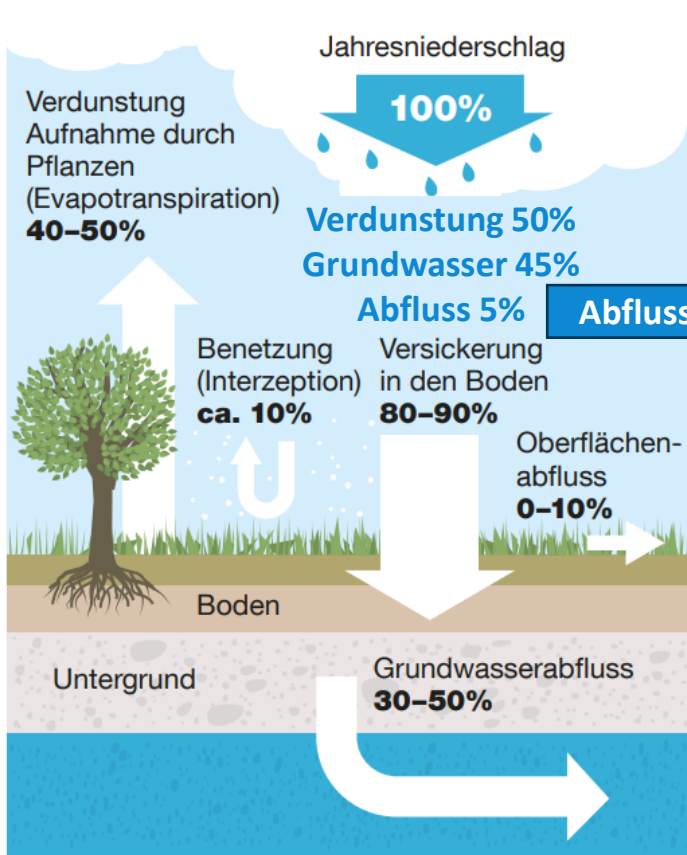 Jahresniederschlag
100%
Verdunstung
Aufnahme durch
Pflanzen
(Evapotranspiration)
40–50%
Verdunstung 50%
Grundwasser 45%
Abfluss 5%
Abfluss
Benetzung
(Interzeption)
ca. 10%
Versickerung
in den Boden
80–90%
Oberflächen-
abfluss
0–10%
Boden
Untergrund
Grundwasserabfluss
30–50%